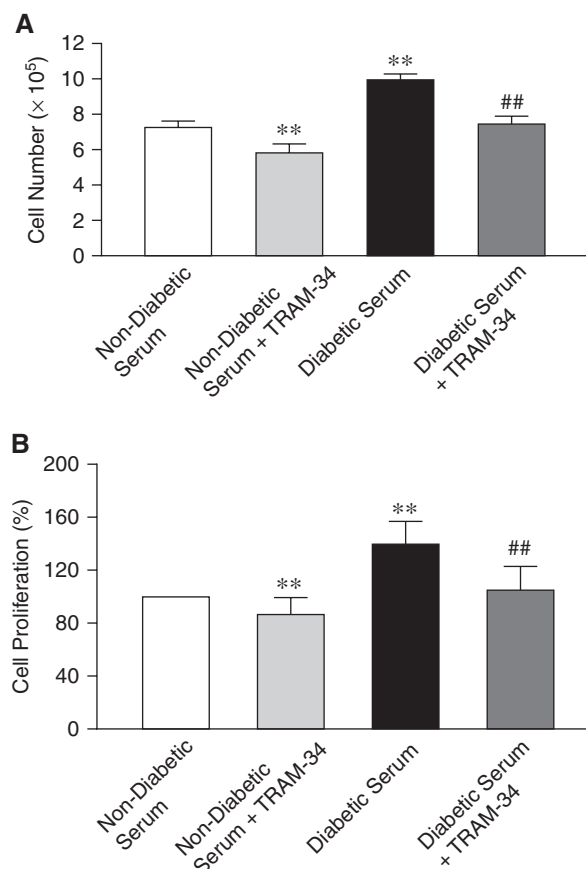 A
Cell Number (× 10⁵)
12
10
8
6
4
2
0
**
**
##
Non-Diabetic
Serum
Non-Diabetic
Serum + TRAM-34
Diabetic Serum
Diabetic Serum
+ TRAM-34
B
Cell Proliferation (%)
200
160
120
80
40
0
**
**
##
Non-Diabetic
Serum
Non-Diabetic
Serum + TRAM-34
Diabetic Serum
Diabetic Serum
+ TRAM-34